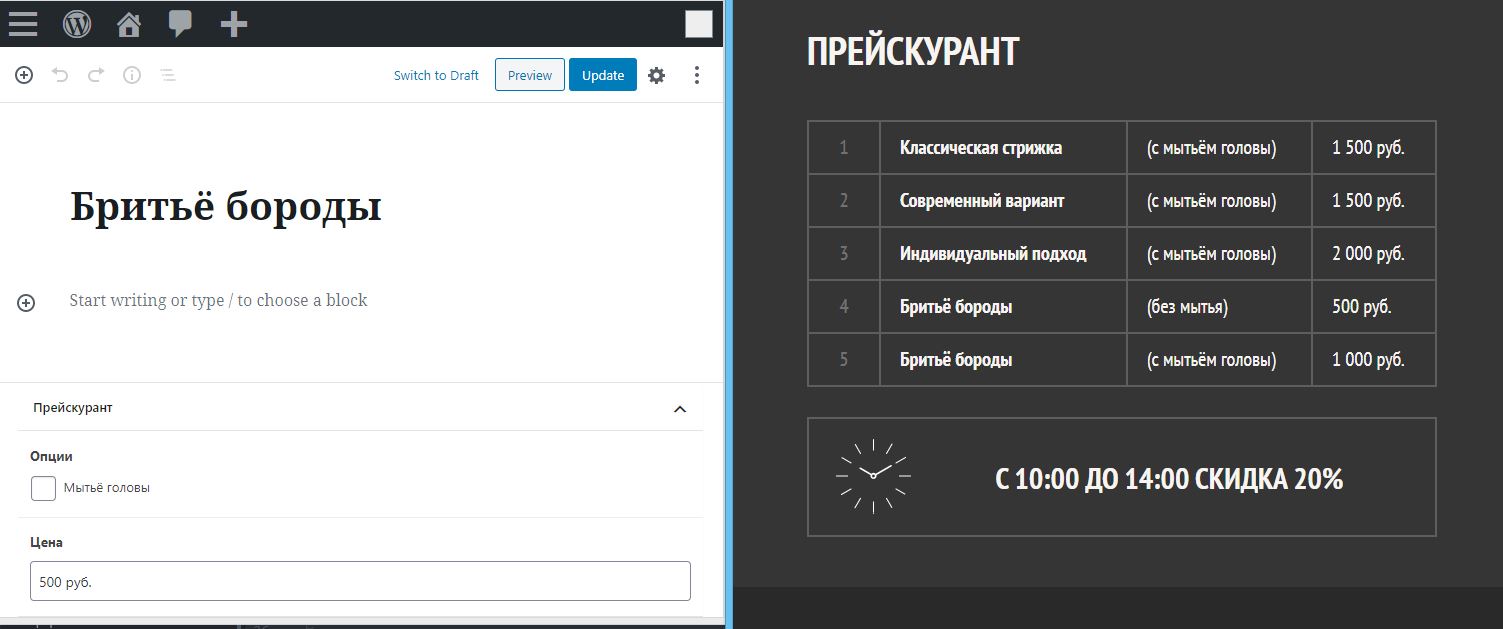 Switch to Draft Preview Update
Бритьё бороды
Start writing or type / to choose a block
Прейскурант
Опции
Мытьё головы
Цена
500 руб.
ПРЕЙСКУРАНТ
1 Классическая стрижка (с мытьём головы) 1 500 руб.
2 Современный вариант (с мытьём головы) 1 500 руб.
3 Индивидуальный подход (с мытьём головы) 2 000 руб.
4 Бритьё бороды (без мытья) 500 руб.
5 Бритьё бороды (с мытьём головы) 1 000 руб.
С 10:00 ДО 14:00 СКИДКА 20%